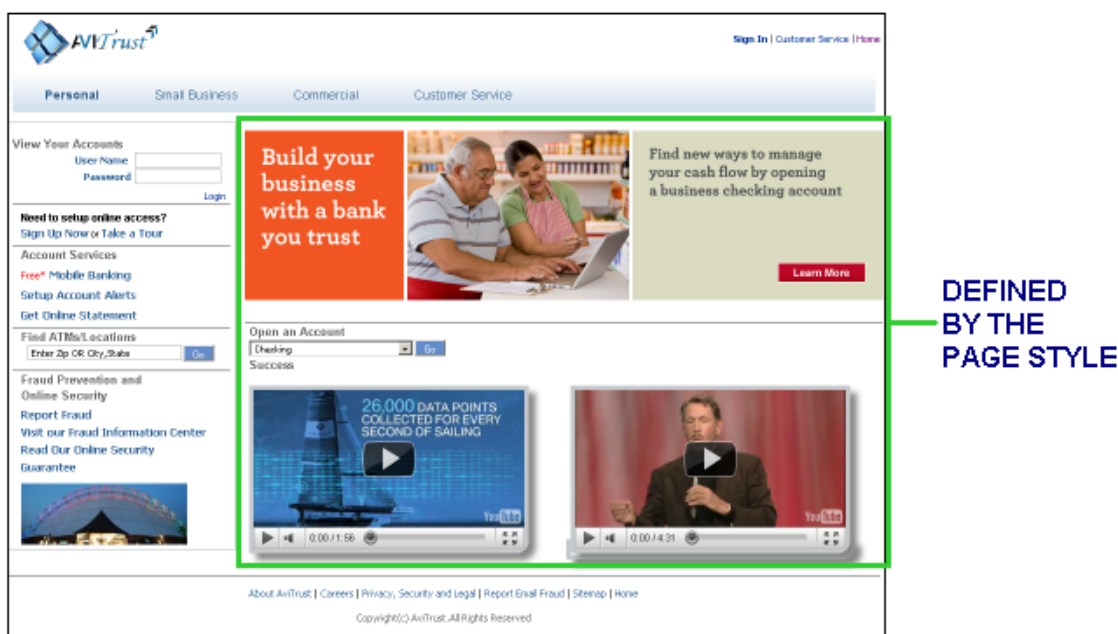 AVITrust
Sign In | Customer Service | Home
Personal Small Business Commercial Customer Service
View Your Accounts
User Name
Password
Login
Need to setup online access?
Sign Up Now or Take a Tour
Account Services
Free* Mobile Banking
Setup Account Alerts
Get Online Statement
Find ATMs/Locations
Enter Zip OR City,State Go
Fraud Prevention and
Online Security
Report Fraud
Visit our Fraud Information Center
Read Our Online Security
Guarantee
Build your
business
with a bank
you trust
Find new ways to manage
your cash flow by opening
a business checking account
Learn More
Open an Account
Checking Go
Success
26,000 DATA POINTS
COLLECTED FOR EVERY
SECOND OF SAILING
YouTube
0:00 / 1:56
YouTube
0:00 / 4:31
About AviTrust | Careers | Privacy, Security and Legal | Report Email Fraud | Sitemap | Home
Copyright(c) AviTrust .All Rights Reserved
DEFINED
BY THE
PAGE STYLE